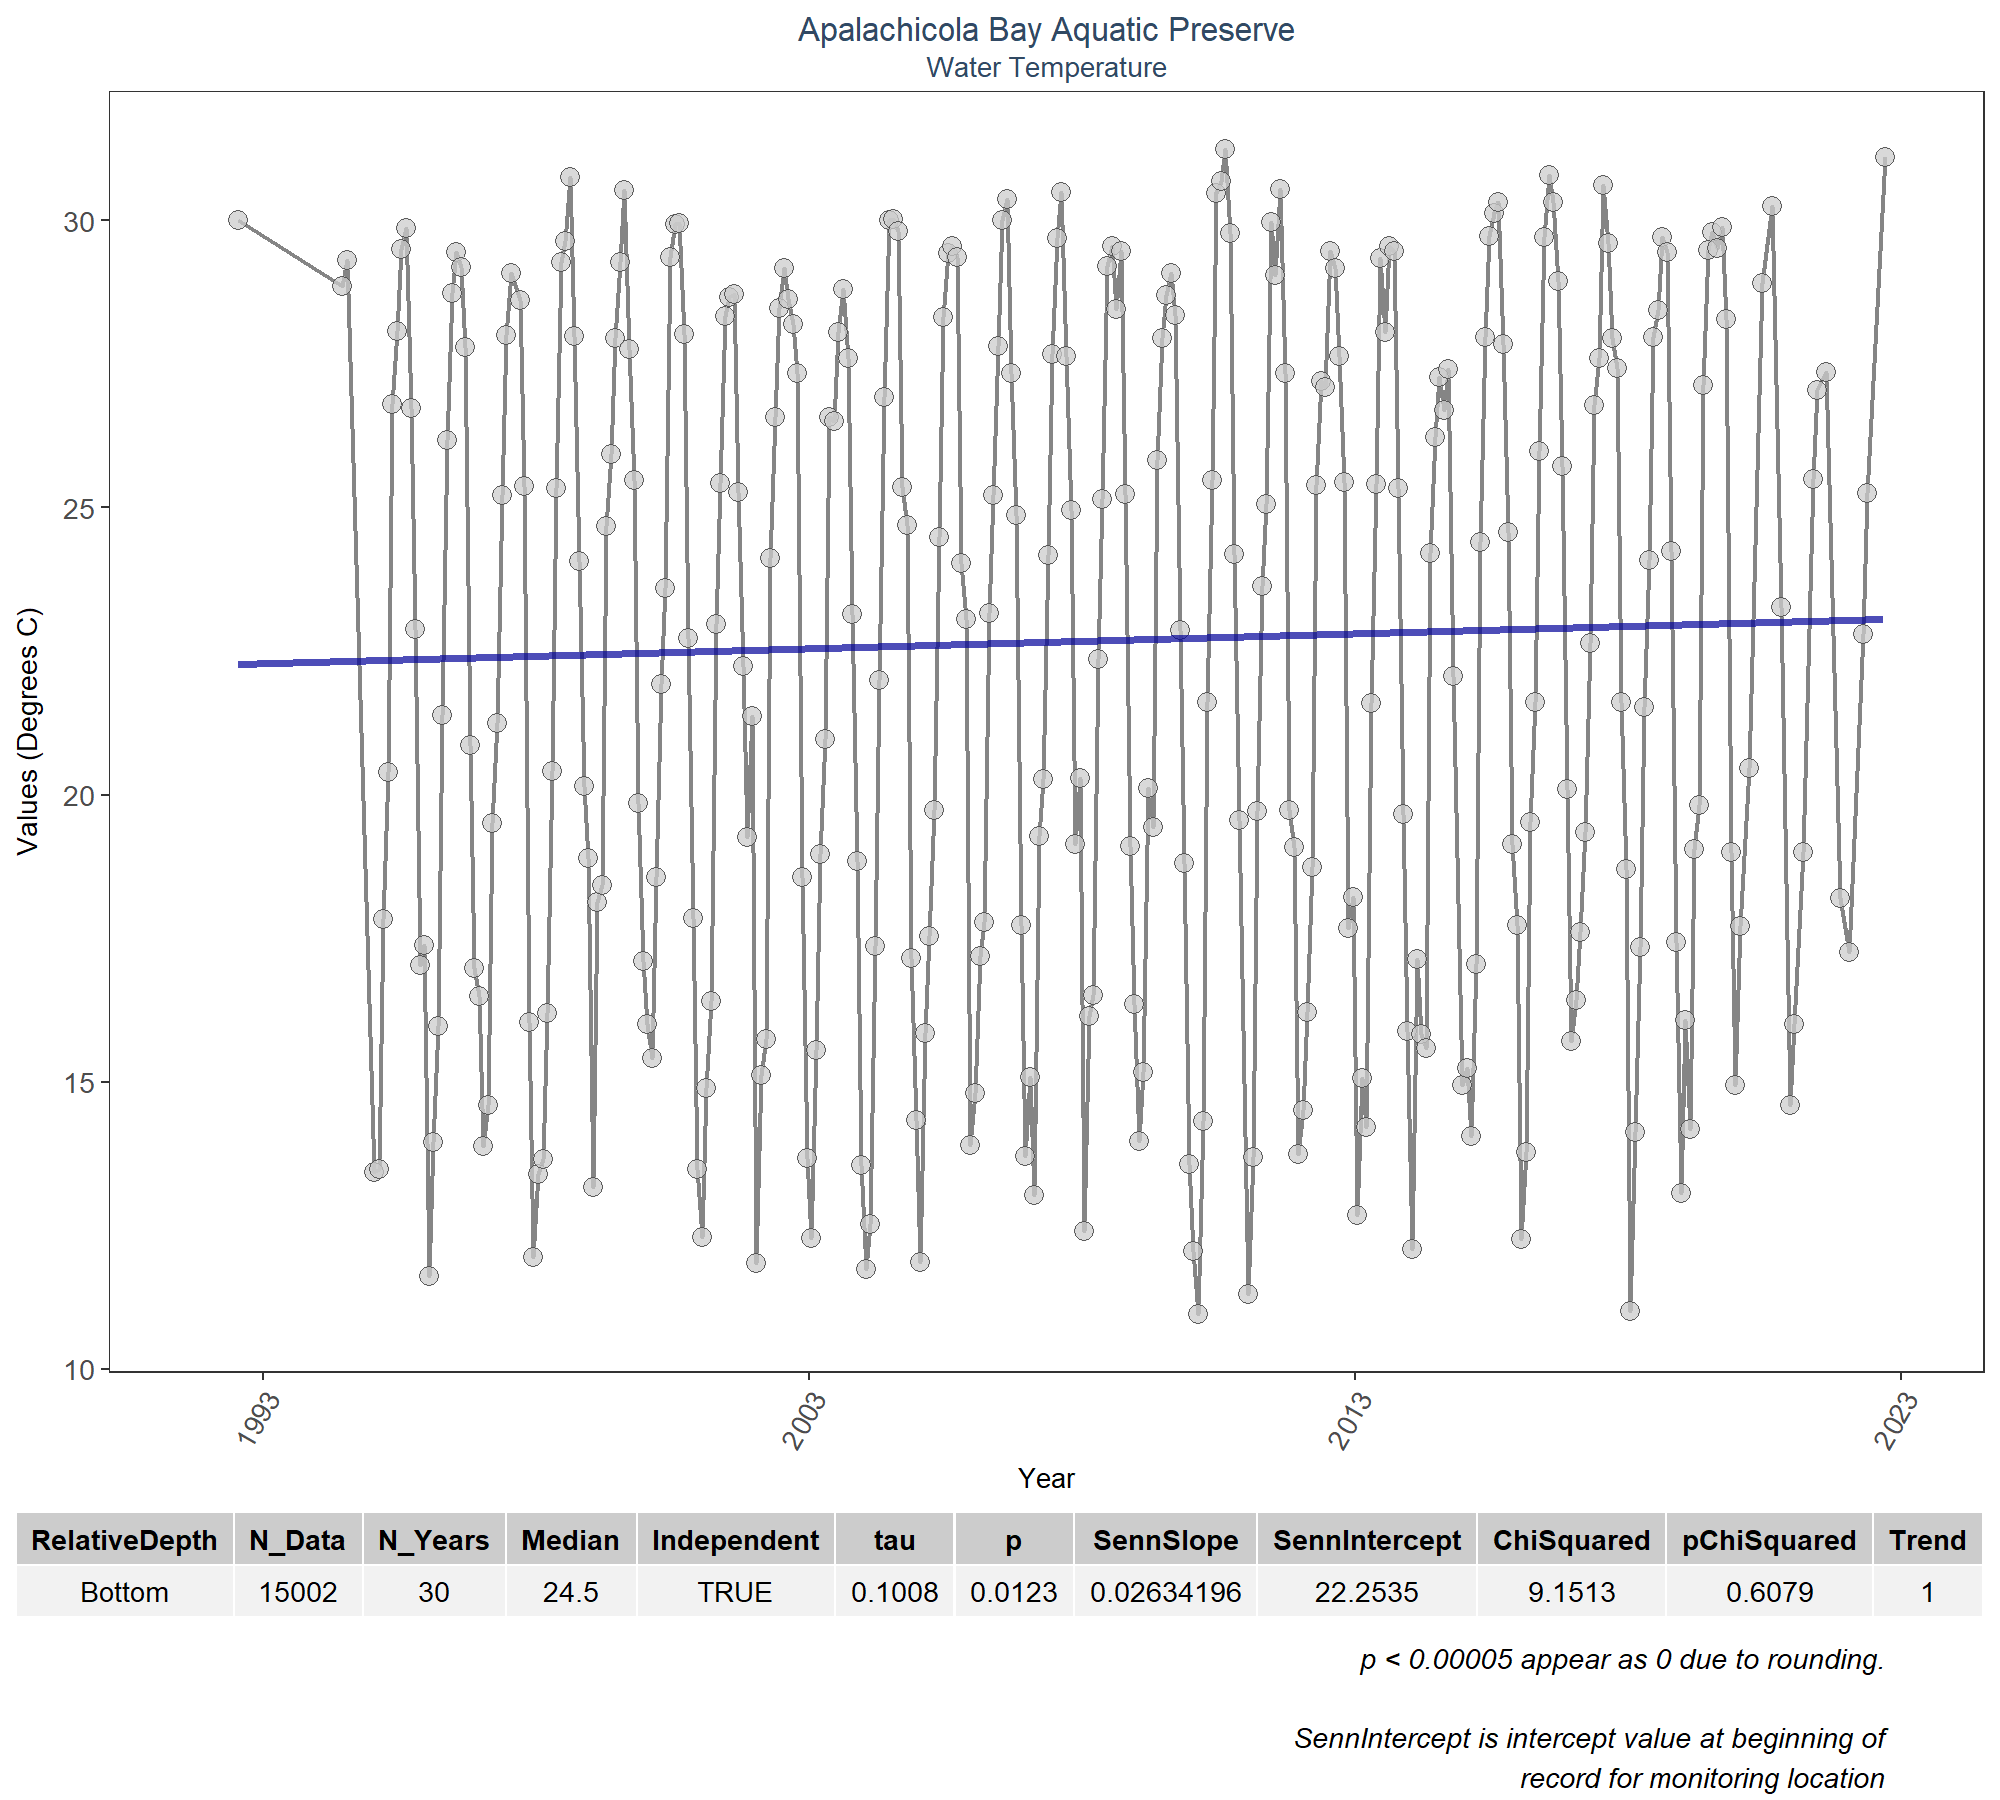 Apalachicola Bay Aquatic Preserve
Water Temperature
Values (Degrees C)
30
25
20
15
10
1993 2003 2013 2023
Year
RelativeDepth N_Data N_Years Median Independent tau p SennSlope SennIntercept ChiSquared pChiSquared Trend
Bottom 15002 30 24.5 TRUE 0.1008 0.0123 0.02634196 22.2535 9.1513 0.6079 1
p < 0.00005 appear as 0 due to rounding.
SennIntercept is intercept value at beginning of
record for monitoring location